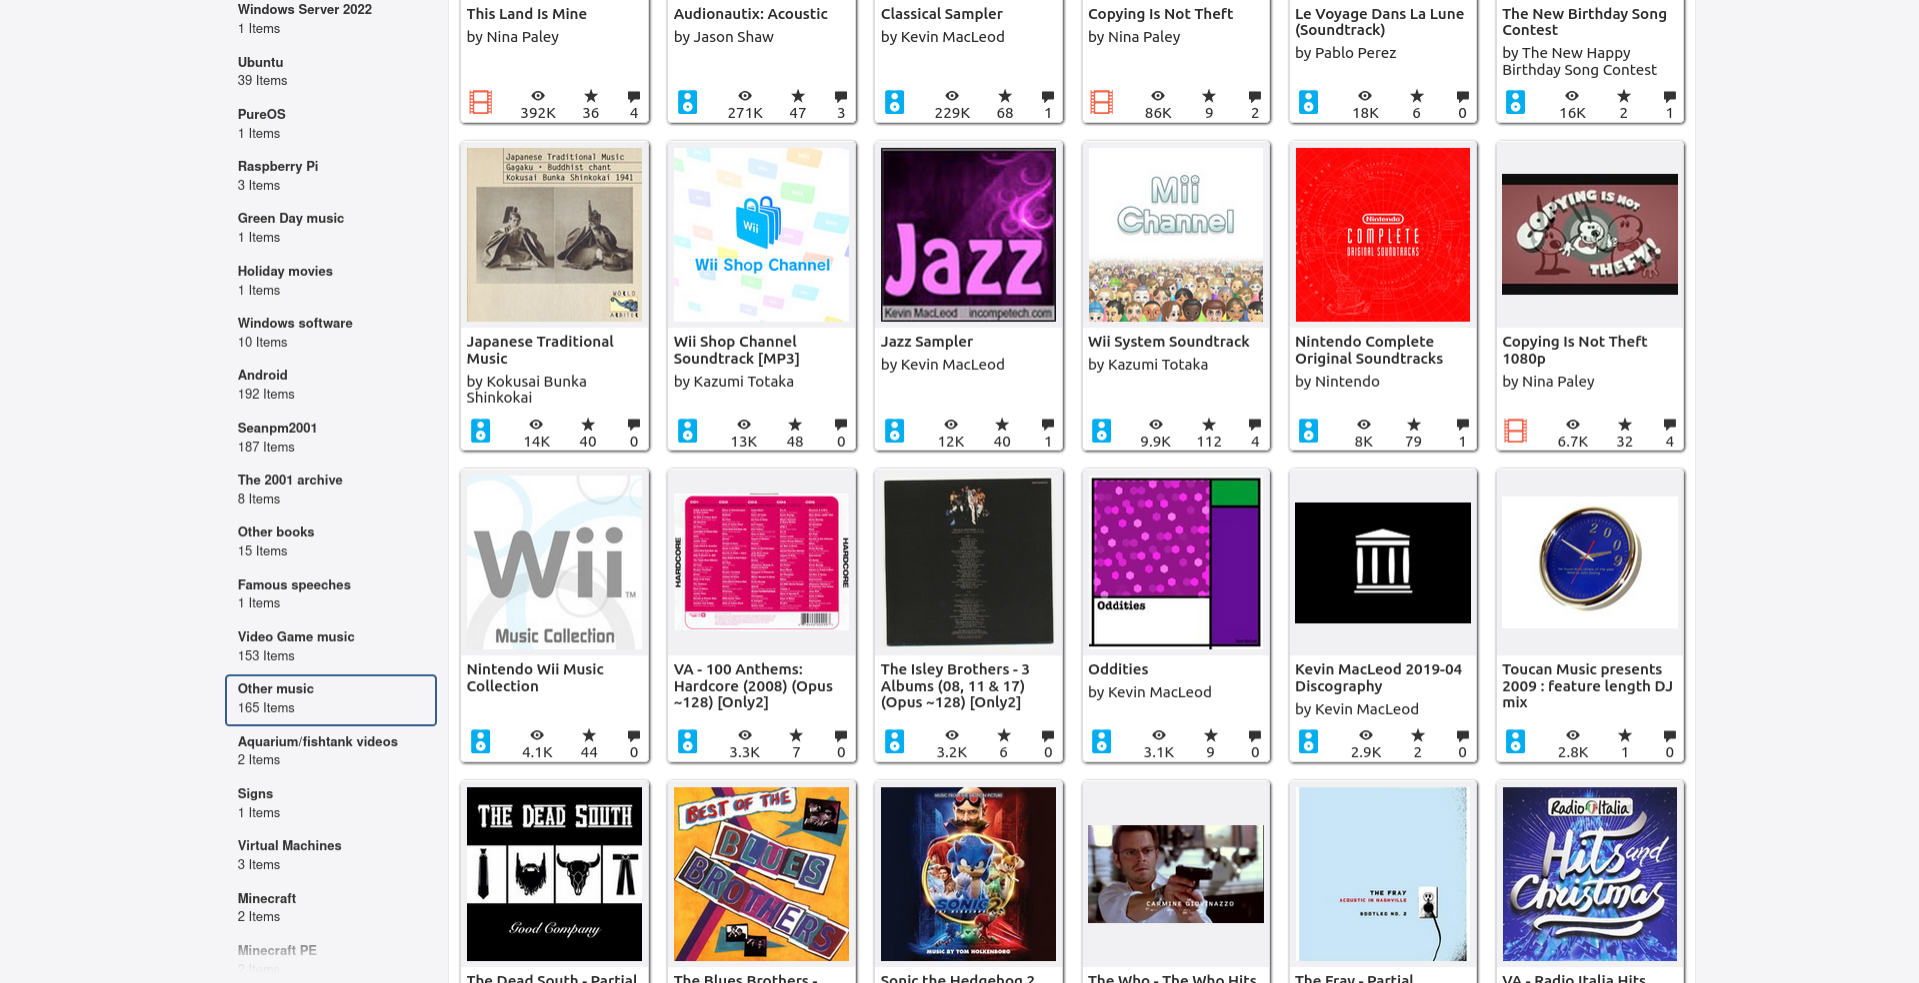 Windows Server 2022
1 Items
Ubuntu
39 Items
PureOS
1 Items
Raspberry Pi
3 Items
Green Day music
1 Items
Holiday movies
1 Items
Windows software
10 Items
Android
192 Items
Seanpm2001
187 Items
The 2001 archive
8 Items
Other books
15 Items
Famous speeches
1 Items
Video Game music
153 Items
Other music
165 Items
Aquarium/fishtank videos
2 Items
Signs
1 Items
Virtual Machines
3 Items
Minecraft
2 Items
Minecraft PE
2 Items
This Land Is Mine
by Nina Paley
392K 36 4
Audionautix: Acoustic
by Jason Shaw
271K 47 3
Classical Sampler
by Kevin MacLeod
229K 68 1
Copying Is Not Theft
by Nina Paley
86K 9 2
Le Voyage Dans La Lune
(Soundtrack)
by Pablo Perez
18K 6 0
The New Birthday Song
Contest
by The New Happy
Birthday Song Contest
16K 2 1
Japanese Traditional Music
Gagaku • Buddhist chant
Kokusai Bunka Shinkokai 1941
WORLD
ARBITER
Japanese Traditional
Music
by Kokusai Bunka
Shinkokai
14K 40 0
Wii
Wii Shop Channel
Wii Shop Channel
Soundtrack [MP3]
by Kazumi Totaka
13K 48 0
Jazz
Kevin MacLeod incompetech.com
Jazz Sampler
by Kevin MacLeod
12K 40 1
Mii
Channel
Wii System Soundtrack
by Kazumi Totaka
9.9K 112 4
Nintendo
COMPLETE
ORIGINAL SOUNDTRACKS
Nintendo Complete
Original Soundtracks
by Nintendo
8K 79 1
COPYING IS NOT
THEFT!
Copying Is Not Theft
1080p
by Nina Paley
6.7K 32 4
Wii™
Music Collection
Nintendo Wii Music
Collection
4.1K 44 0
HARDCORE
HARDCORE
VA - 100 Anthems:
Hardcore (2008) (Opus
~128) [Only2]
3.3K 7 0
The Isley Brothers - 3
Albums (08, 11 & 17)
(Opus ~128) [Only2]
3.2K 6 0
Oddities
Oddities
by Kevin MacLeod
3.1K 9 0
Kevin MacLeod 2019-04
Discography
by Kevin MacLeod
2.9K 2 0
2009
Toucan Music presents
2009 : feature length DJ
mix
2.8K 1 0
THE DEAD SOUTH
Good Company
The Dead South - Partial
BEST OF THE
BLUES
BROTHERS
The Blues Brothers -
MUSIC FROM THE MOTION PICTURE
SONIC 2
THE HEDGEHOG
MUSIC BY TOM HOLKENBORG
Sonic the Hedgehog 2
CARMINE GIOVINAZZO
The Who - The Who Hits
THE FRAY
ACOUSTIC IN NASHVILLE
BOOTLEG NO. 2
The Fray - Partial
Radio Italia
Hits and
Christmas
VA - Radio Italia Hits